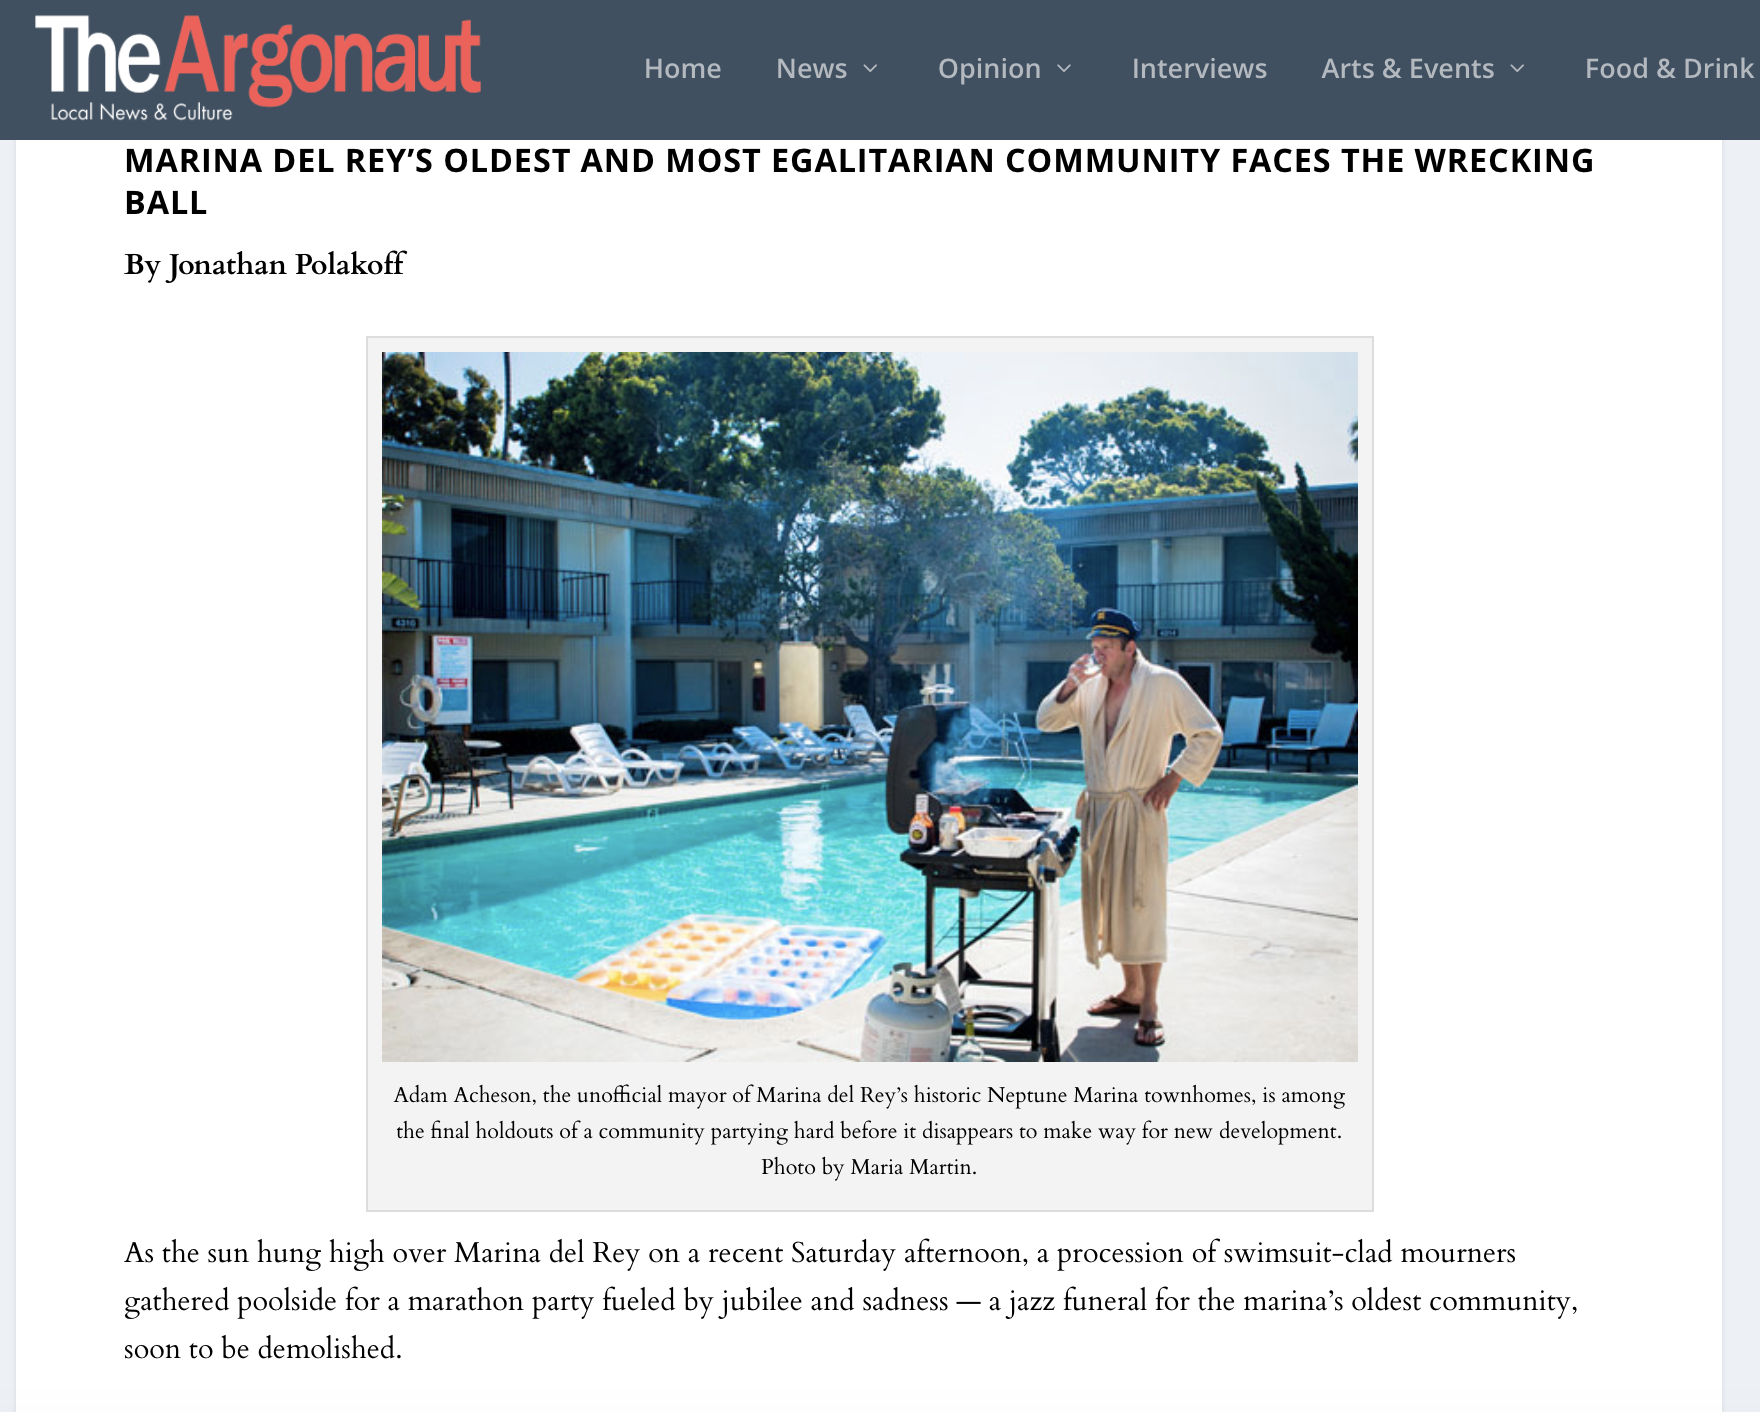 The Argonaut
Local News & Culture
Home
News
Opinion
Interviews
Arts & Events
Food & Drink
MARINA DEL REY’S OLDEST AND MOST EGALITARIAN COMMUNITY FACES THE WRECKING
BALL
By Jonathan Polakoff
4310
4314
Adam Acheson, the unofficial mayor of Marina del Rey’s historic Neptune Marina townhomes, is among
the final holdouts of a community partying hard before it disappears to make way for new development.
Photo by Maria Martin.
As the sun hung high over Marina del Rey on a recent Saturday afternoon, a procession of swimsuit-clad mourners
gathered poolside for a marathon party fueled by jubilee and sadness — a jazz funeral for the marina’s oldest community,
soon to be demolished.